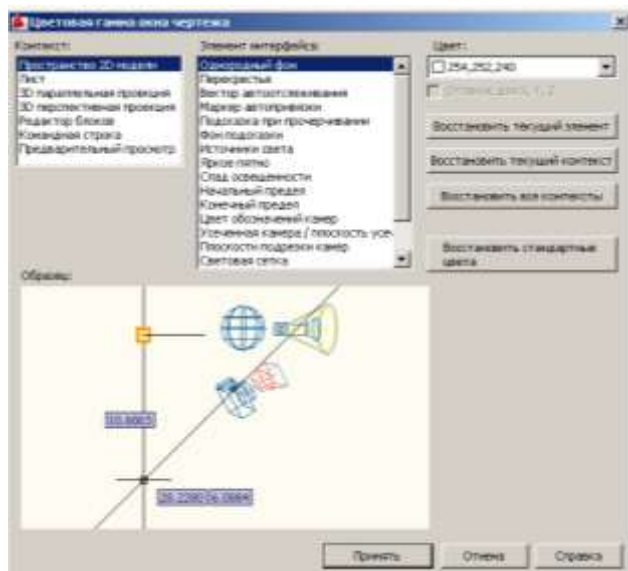 Цветовая гамма окна чертежа
Контекст:
Пространство 2D модели
Лист
3D параллельная проекция
3D перспективная проекция
Редактор блоков
Командная строка
Предварительный просмотр
Элемент интерфейса:
Однородный фон
Перекрестья
Вектор автоотслеживания
Маркер автопривязки
Подсказка при прочерчивании
Фон подсказки
Источники света
Яркое пятно
Спад освещенности
Начальный предел
Конечный предел
Цвет обозначений камер
Усеченная камера / плоскость усе
Плоскости подрезки камер
Световая сетка
Цвет:
254,252,240
Восстановить текущий элемент
Восстановить текущий контекст
Восстановить все контексты
Восстановить стандартные
цвета
Образец:
Принять
Отмена
Справка